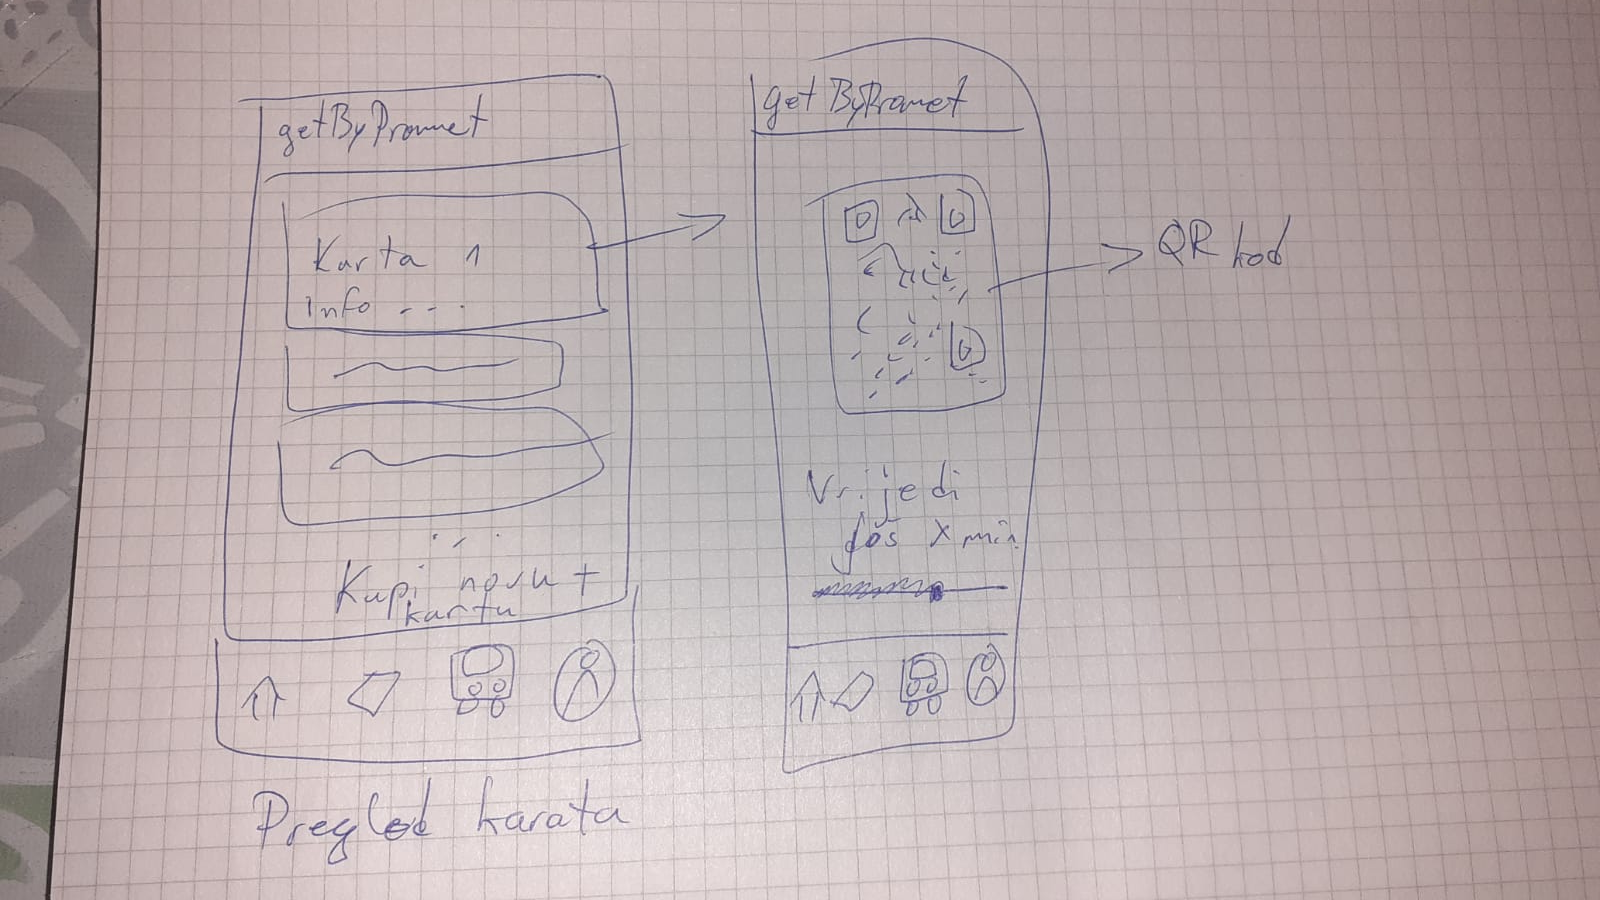 getByPromet
Karta 1
info ...
Kupi novu +
kartu
Pregled karata
getByPromet
Vrijedi
još X min.
QR kod